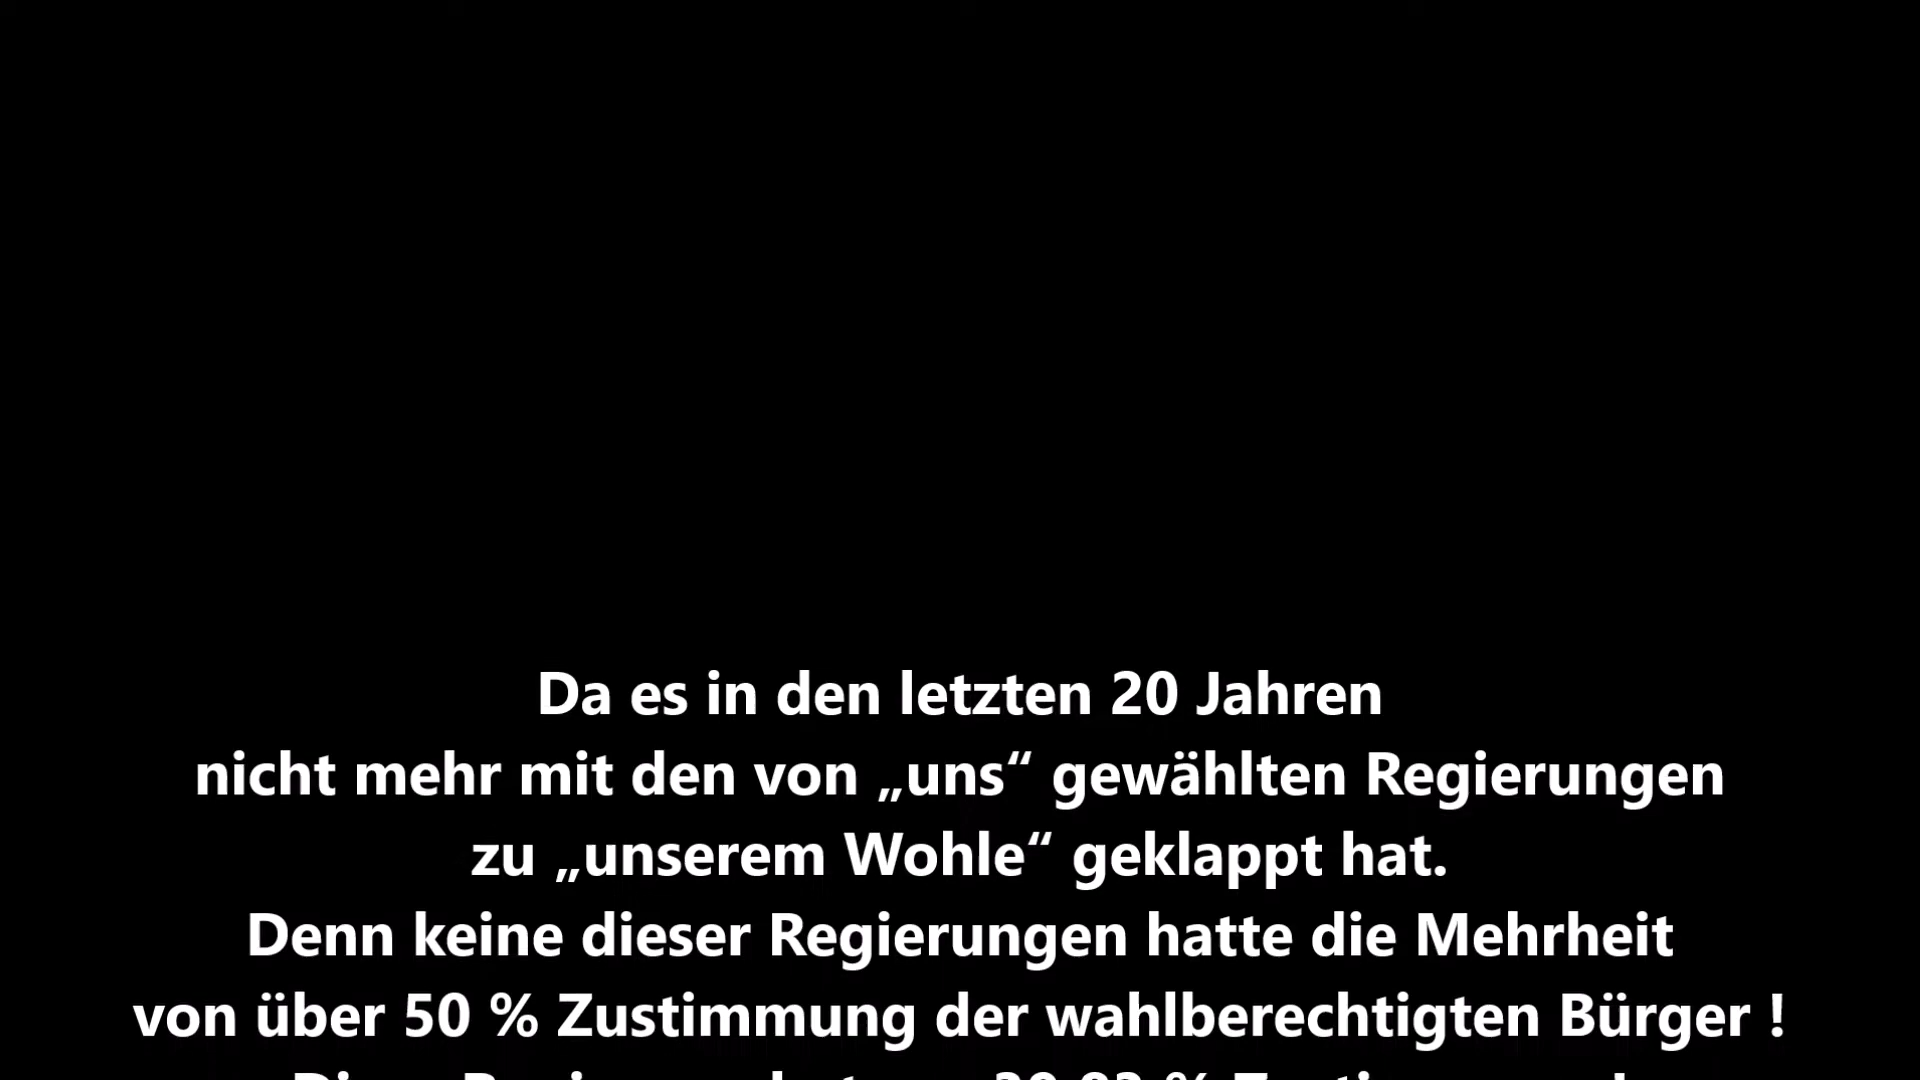 Da es in den letzten 20 Jahren
nicht mehr mit den von „uns“ gewählten Regierungen
zu „unserem Wohle“ geklappt hat.
Denn keine dieser Regierungen hatte die Mehrheit
von über 50 % Zustimmung der wahlberechtigten Bürger !